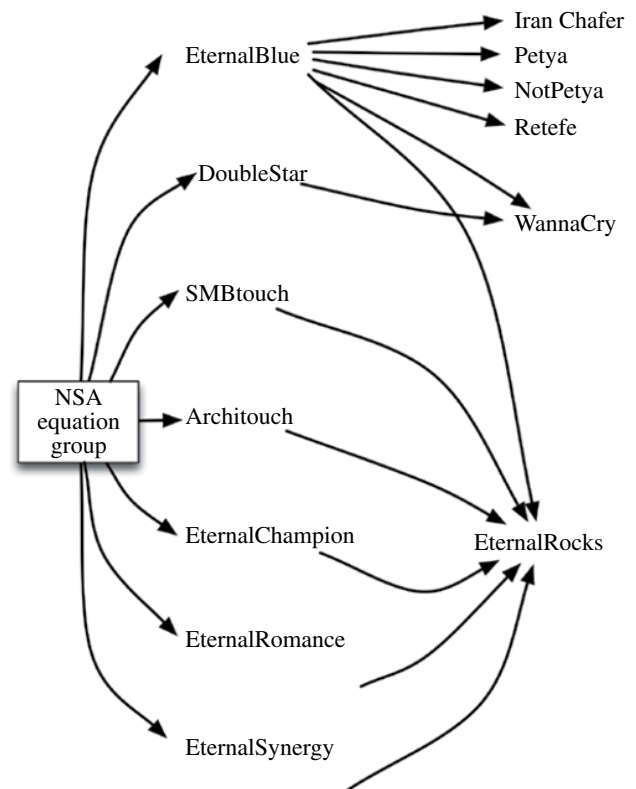 NSA
equation
group
EternalBlue
DoubleStar
SMBtouch
Architouch
EternalChampion
EternalRomance
EternalSynergy
Iran Chafer
Petya
NotPetya
Retefe
WannaCry
EternalRocks